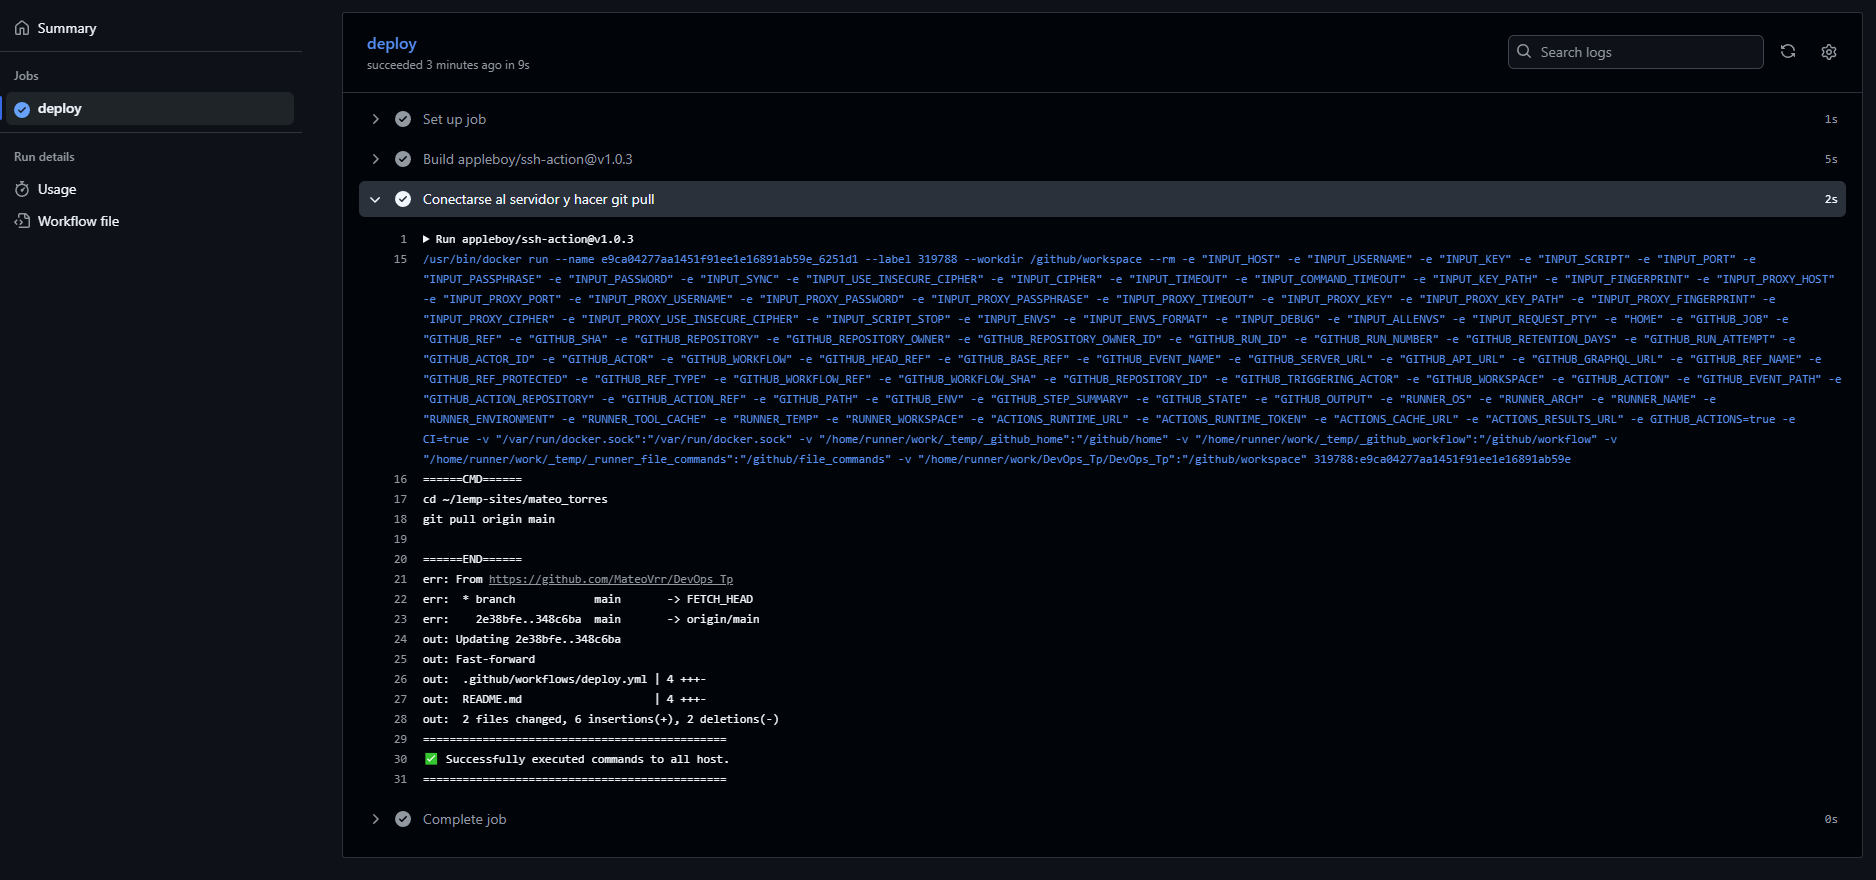 Summary
Jobs
deploy
Run details
Usage
Workflow file
deploy
succeeded 3 minutes ago in 9s
Search logs
Set up job 1s
Build appleboy/ssh-action@v1.0.3 5s
Conectarse al servidor y hacer git pull 2s
1 ▶ Run appleboy/ssh-action@v1.0.3
15 /usr/bin/docker run --name e9ca04277aa1451f91ee1e16891ab59e_6251d1 --label 319788 --workdir /github/workspace --rm -e "INPUT_HOST" -e "INPUT_USERNAME" -e "INPUT_KEY" -e "INPUT_SCRIPT" -e "INPUT_PORT" -e
"INPUT_PASSPHRASE" -e "INPUT_PASSWORD" -e "INPUT_SYNC" -e "INPUT_USE_INSECURE_CIPHER" -e "INPUT_CIPHER" -e "INPUT_TIMEOUT" -e "INPUT_COMMAND_TIMEOUT" -e "INPUT_KEY_PATH" -e "INPUT_FINGERPRINT" -e "INPUT_PROXY_HOST"
-e "INPUT_PROXY_PORT" -e "INPUT_PROXY_USERNAME" -e "INPUT_PROXY_PASSWORD" -e "INPUT_PROXY_PASSPHRASE" -e "INPUT_PROXY_TIMEOUT" -e "INPUT_PROXY_KEY" -e "INPUT_PROXY_KEY_PATH" -e "INPUT_PROXY_FINGERPRINT" -e
"INPUT_PROXY_CIPHER" -e "INPUT_PROXY_USE_INSECURE_CIPHER" -e "INPUT_SCRIPT_STOP" -e "INPUT_ENVS" -e "INPUT_ENVS_FORMAT" -e "INPUT_DEBUG" -e "INPUT_ALLENVS" -e "INPUT_REQUEST_PTY" -e "HOME" -e "GITHUB_JOB" -e
"GITHUB_REF" -e "GITHUB_SHA" -e "GITHUB_REPOSITORY" -e "GITHUB_REPOSITORY_OWNER" -e "GITHUB_REPOSITORY_OWNER_ID" -e "GITHUB_RUN_ID" -e "GITHUB_RUN_NUMBER" -e "GITHUB_RETENTION_DAYS" -e "GITHUB_RUN_ATTEMPT" -e
"GITHUB_ACTOR_ID" -e "GITHUB_ACTOR" -e "GITHUB_WORKFLOW" -e "GITHUB_HEAD_REF" -e "GITHUB_BASE_REF" -e "GITHUB_EVENT_NAME" -e "GITHUB_SERVER_URL" -e "GITHUB_API_URL" -e "GITHUB_GRAPHQL_URL" -e "GITHUB_REF_NAME" -e
"GITHUB_REF_PROTECTED" -e "GITHUB_REF_TYPE" -e "GITHUB_WORKFLOW_REF" -e "GITHUB_WORKFLOW_SHA" -e "GITHUB_REPOSITORY_ID" -e "GITHUB_TRIGGERING_ACTOR" -e "GITHUB_WORKSPACE" -e "GITHUB_ACTION" -e "GITHUB_EVENT_PATH" -e
"GITHUB_ACTION_REPOSITORY" -e "GITHUB_ACTION_REF" -e "GITHUB_PATH" -e "GITHUB_ENV" -e "GITHUB_STEP_SUMMARY" -e "GITHUB_STATE" -e "GITHUB_OUTPUT" -e "RUNNER_OS" -e "RUNNER_ARCH" -e "RUNNER_NAME" -e
"RUNNER_ENVIRONMENT" -e "RUNNER_TOOL_CACHE" -e "RUNNER_TEMP" -e "RUNNER_WORKSPACE" -e "ACTIONS_RUNTIME_URL" -e "ACTIONS_RUNTIME_TOKEN" -e "ACTIONS_CACHE_URL" -e "ACTIONS_RESULTS_URL" -e GITHUB_ACTIONS=true -e
CI=true -v "/var/run/docker.sock":"/var/run/docker.sock" -v "/home/runner/work/_temp/_github_home":"/github/home" -v "/home/runner/work/_temp/_github_workflow":"/github/workflow" -v
"/home/runner/work/_temp/_runner_file_commands":"/github/file_commands" -v "/home/runner/work/DevOps_Tp/DevOps_Tp":"/github/workspace" 319788:e9ca04277aa1451f91ee1e16891ab59e
16 ======CMD======
17 cd ~/lemp-sites/mateo_torres
18 git pull origin main
19
20 ======END======
21 err: From https://github.com/MateoVrr/DevOps_Tp
22 err:  * branch            main       -> FETCH_HEAD
23 err:    2e38bfe..348c6ba  main       -> origin/main
24 out: Updating 2e38bfe..348c6ba
25 out: Fast-forward
26 out:  .github/workflows/deploy.yml | 4 +++-
27 out:  README.md                    | 4 +++-
28 out:  2 files changed, 6 insertions(+), 2 deletions(-)
29 ==============================================
30 ✅ Successfully executed commands to all host.
31 ==============================================
Complete job 0s